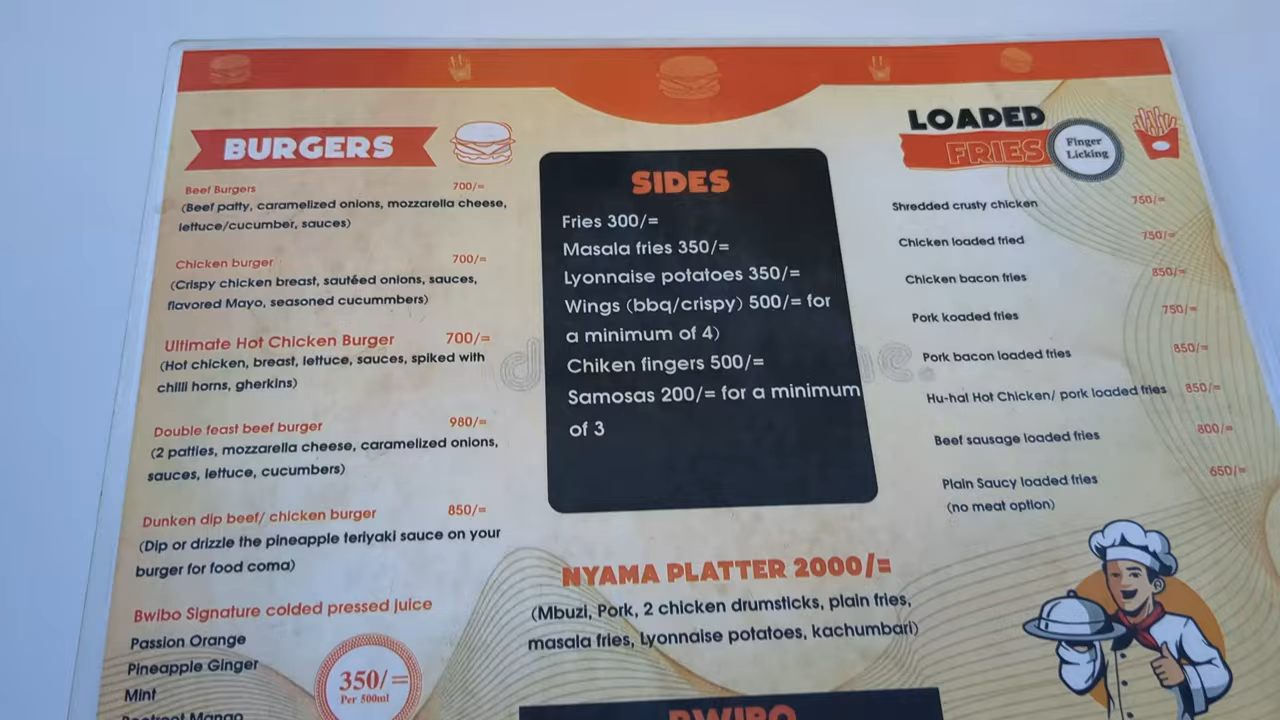 BURGERS
Beef Burgers 700/=
(Beef patty, caramelized onions, mozzarella cheese,
lettuce/cucumber, sauces)
Chicken burger 700/=
(Crispy chicken breast, sautéed onions, sauces,
flavored Mayo, seasoned cucummbers)
Ultimate Hot Chicken Burger 700/=
(Hot chicken, breast, lettuce, sauces, spiked with
chilli horns, gherkins)
Double feast beef burger 980/=
(2 patties, mozzarella cheese, caramelized onions,
sauces, lettuce, cucumbers)
Dunken dip beef/ chicken burger 850/=
(Dip or drizzle the pineapple teriyaki sauce on your
burger for food coma)
Bwibo Signature colded pressed juice
Passion Orange
Pineapple Ginger
Mint
Beetroot Mango
350/=
Per 500ml
SIDES
Fries 300/=
Masala fries 350/=
Lyonnaise potatoes 350/=
Wings (bbq/crispy) 500/= for
a minimum of 4)
Chiken fingers 500/=
Samosas 200/= for a minimum
of 3
NYAMA PLATTER 2000/=
(Mbuzi, Pork, 2 chicken drumsticks, plain fries,
masala fries, Lyonnaise potatoes, kachumbari)
BWIBO
LOADED
FRIES
Finger
Licking
Shredded crusty chicken 750/=
Chicken loaded fried 750/=
Chicken bacon fries 850/=
Pork koaded fries 750/=
Pork bacon loaded fries 850/=
Hu-ha! Hot Chicken/ pork loaded fries 850/=
Beef sausage loaded fries 800/=
Plain Saucy loaded fries 650/=
(no meat option)